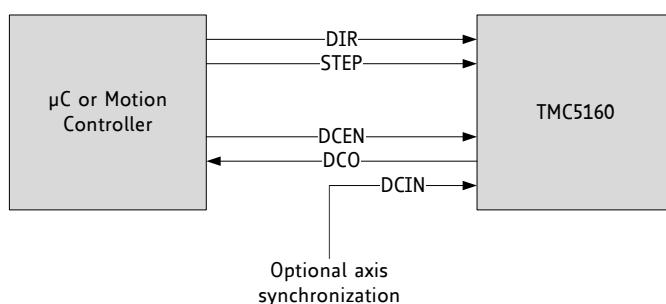 DIR
STEP
µC or Motion
Controller
TMC5160
DCEN
DCO
DCIN
Optional axis
synchronization